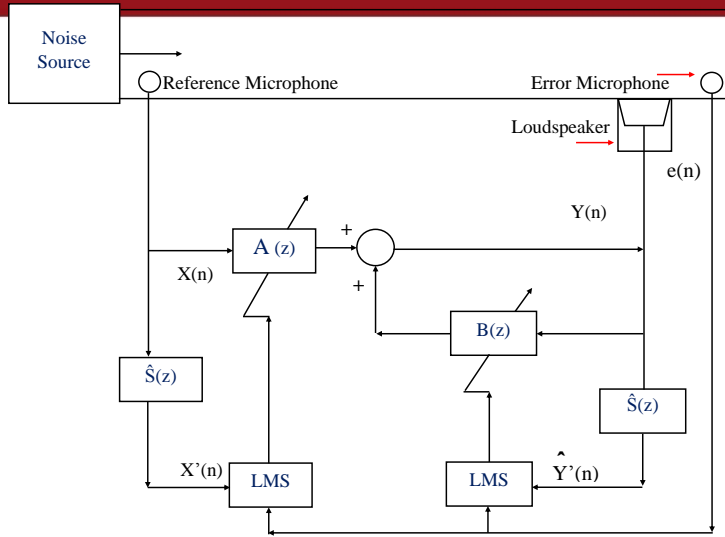 Noise
Source
Reference Microphone
Error Microphone
Loudspeaker
e(n)
Y(n)
+
A (z)
X(n)
+
B(z)
Ŝ(z)
Ŝ(z)
X’(n)
LMS
LMS
Ŷ’(n)